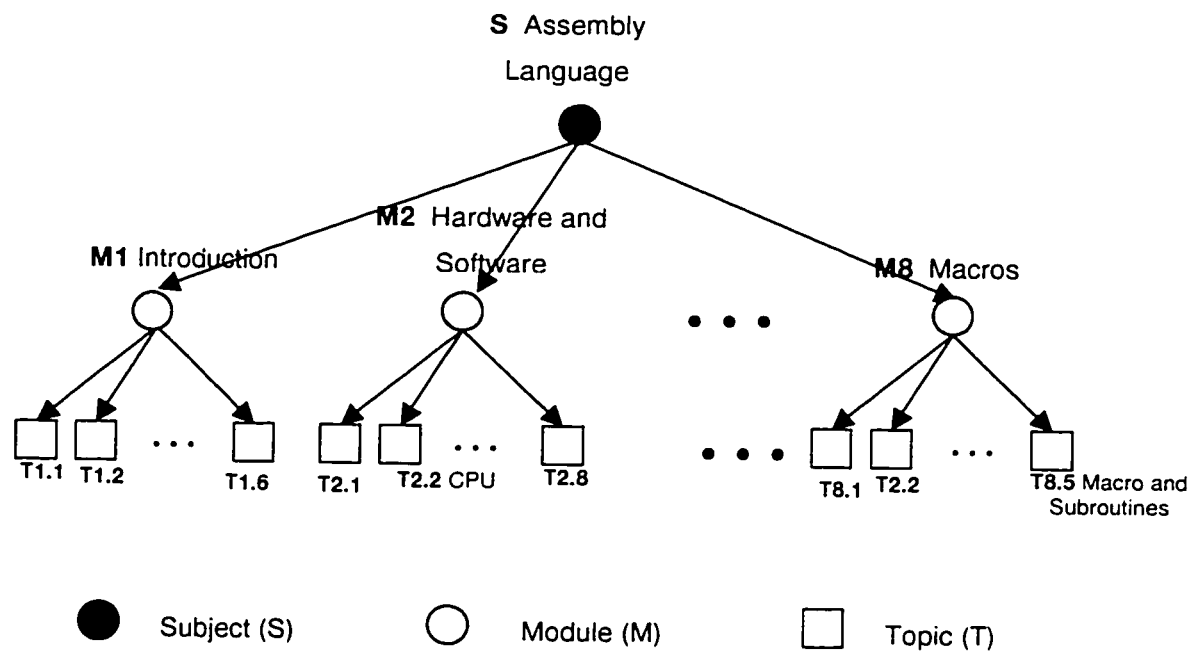 S Assembly
Language
M2 Hardware and
Software
M1 Introduction
M8 Macros
T1.1
T1.2
T1.6
T2.1
T2.2 CPU
T2.8
T8.1
T2.2
T8.5 Macro and
Subroutines
Subject (S)
Module (M)
Topic (T)